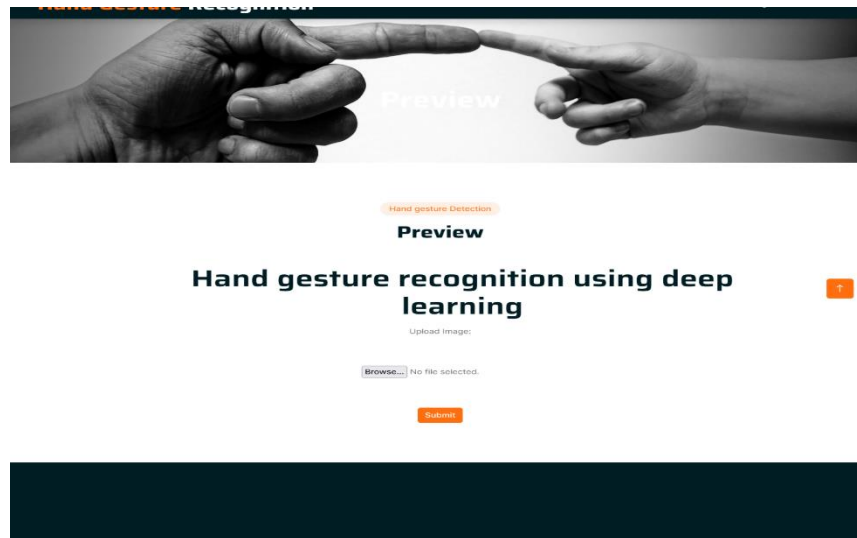 Hand Gesture Recognition
Preview
Hand gesture Detection
Preview
Hand gesture recognition using deep
learning
Upload Image:
Browse... No file selected.
Submit